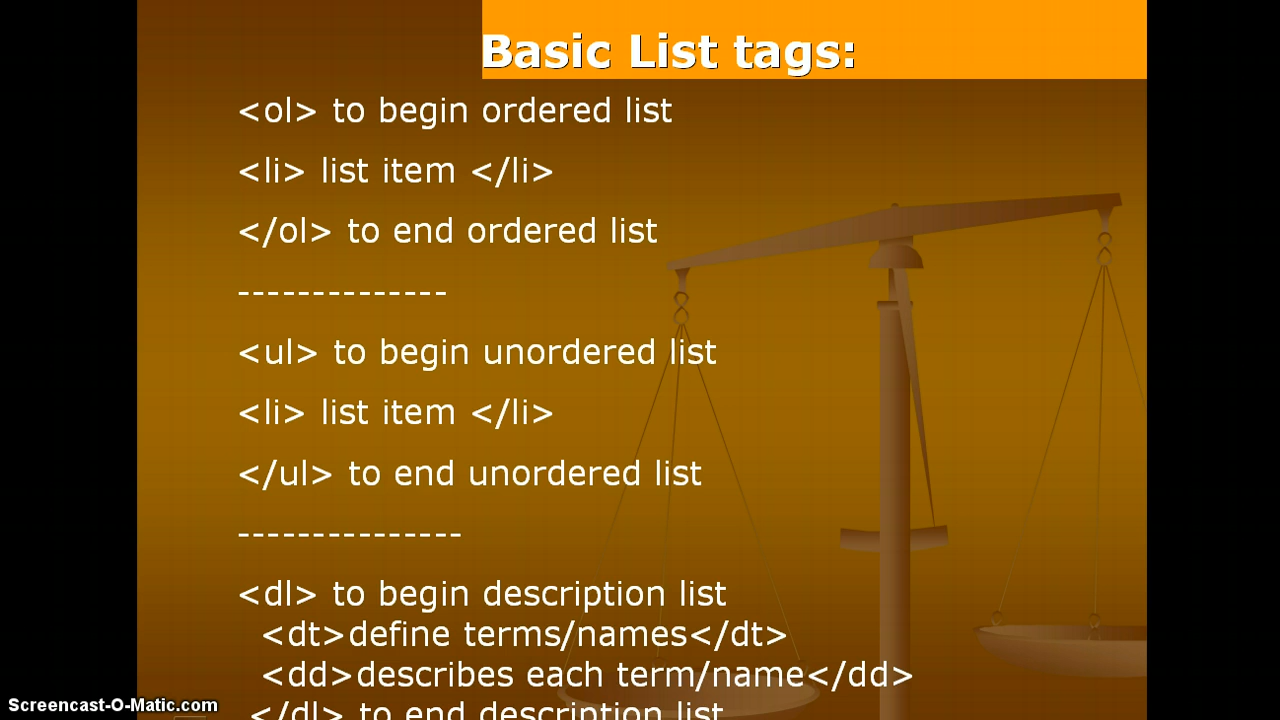 Basic List tags:
<ol> to begin ordered list
<li> list item </li>
</ol> to end ordered list
--------------
<ul> to begin unordered list
<li> list item </li>
</ul> to end unordered list
---------------
<dl> to begin description list
<dt>define terms/names</dt>
<dd>describes each term/name</dd>
</dl> to end description list
Screencast-O-Matic.com